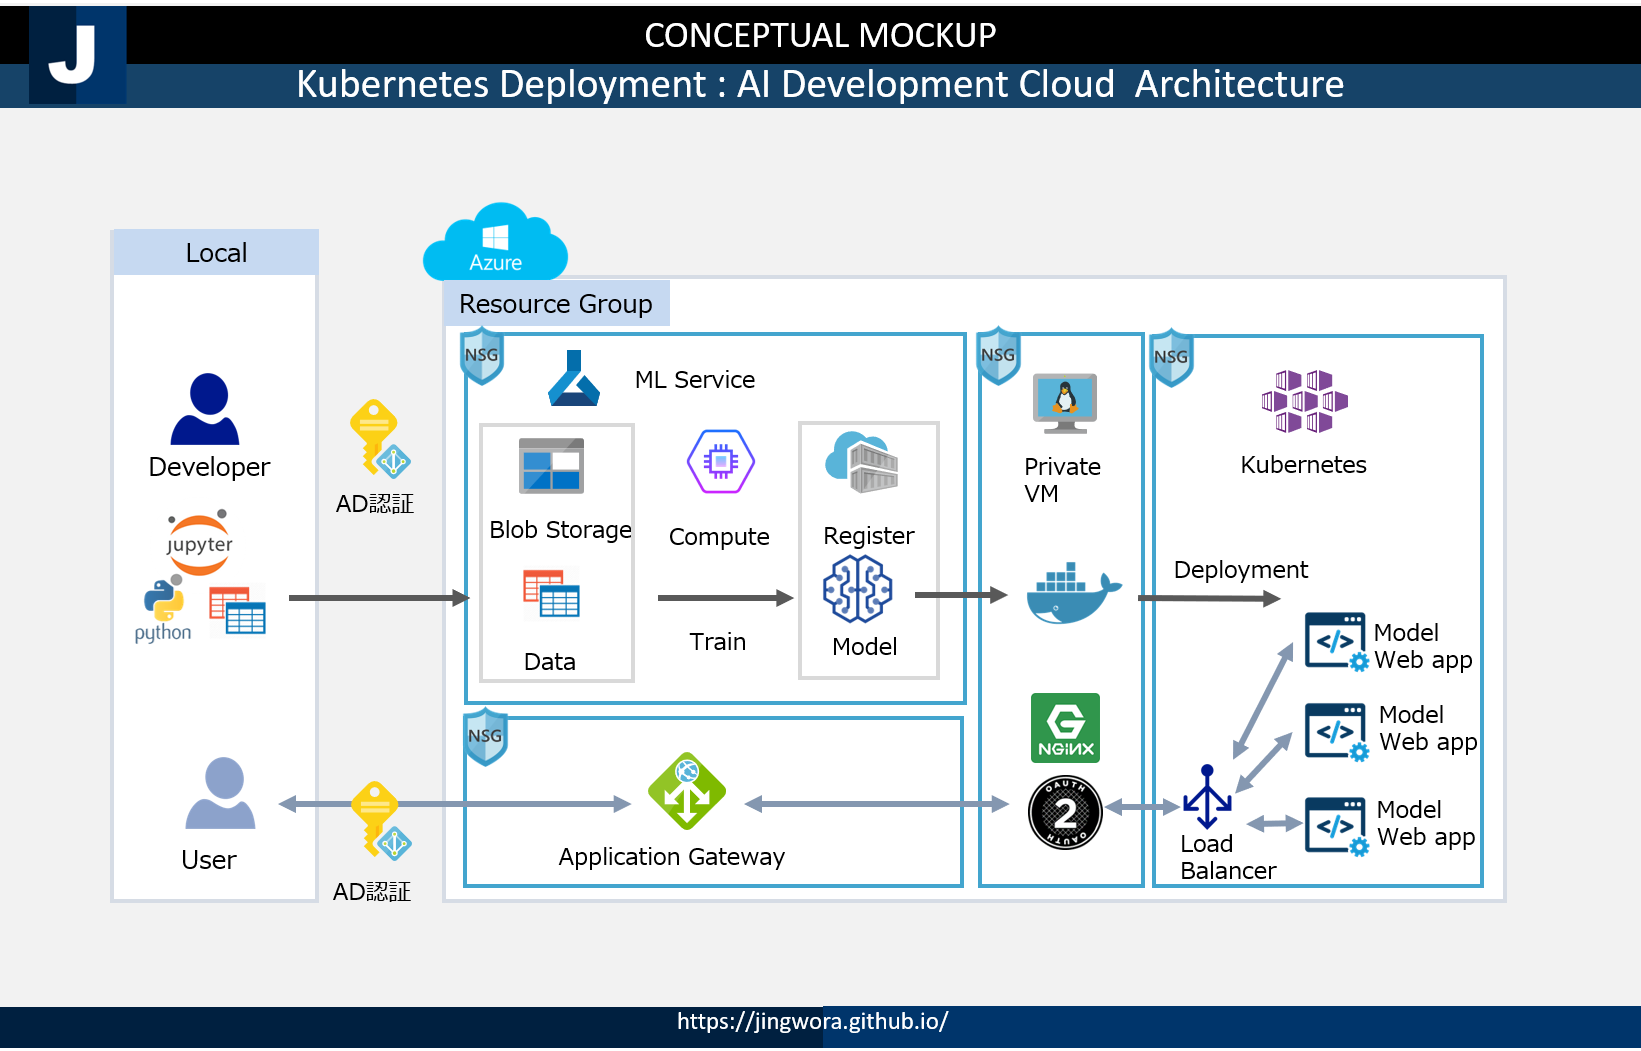 J
CONCEPTUAL MOCKUP
Kubernetes Deployment : AI Development Cloud Architecture
Local
Developer
jupyter
python
User
AD認証
AD認証
Azure
Resource Group
NSG
ML Service
Blob Storage
Data
Compute
Train
Register
Model
NSG
Application Gateway
NSG
Private
VM
NGINX
OAUTH
2
OAUTH
NSG
Kubernetes
Deployment
Model
Web app
Model
Web app
Model
Web app
Load
Balancer
https://jingwora.github.io/